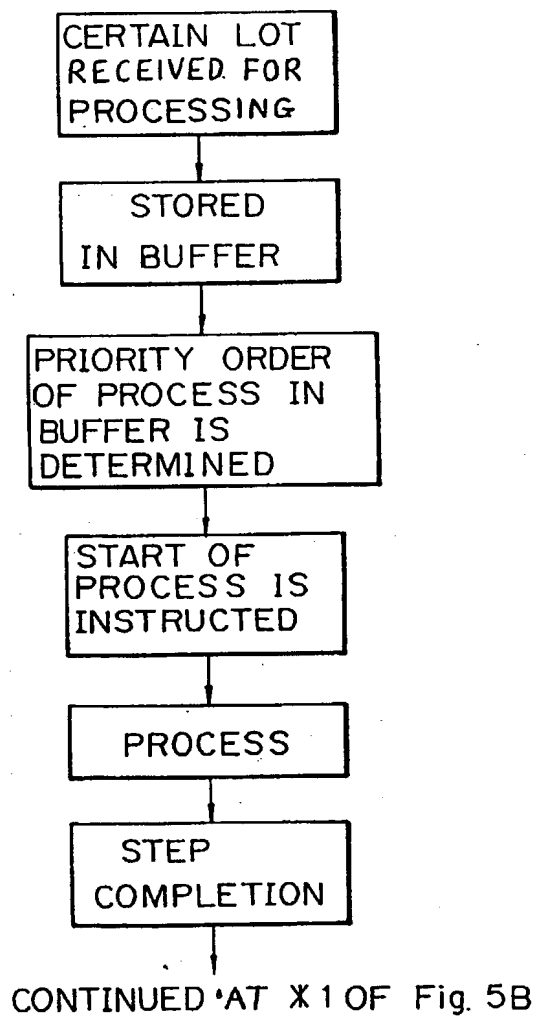 CERTAIN LOT
RECEIVED FOR
PROCESSING
STORED
IN BUFFER
PRIORITY ORDER
OF PROCESS IN
BUFFER IS
DETERMINED
START OF
PROCESS IS
INSTRUCTED
PROCESS
STEP
COMPLETION
CONTINUED AT ※1 OF Fig. 5B